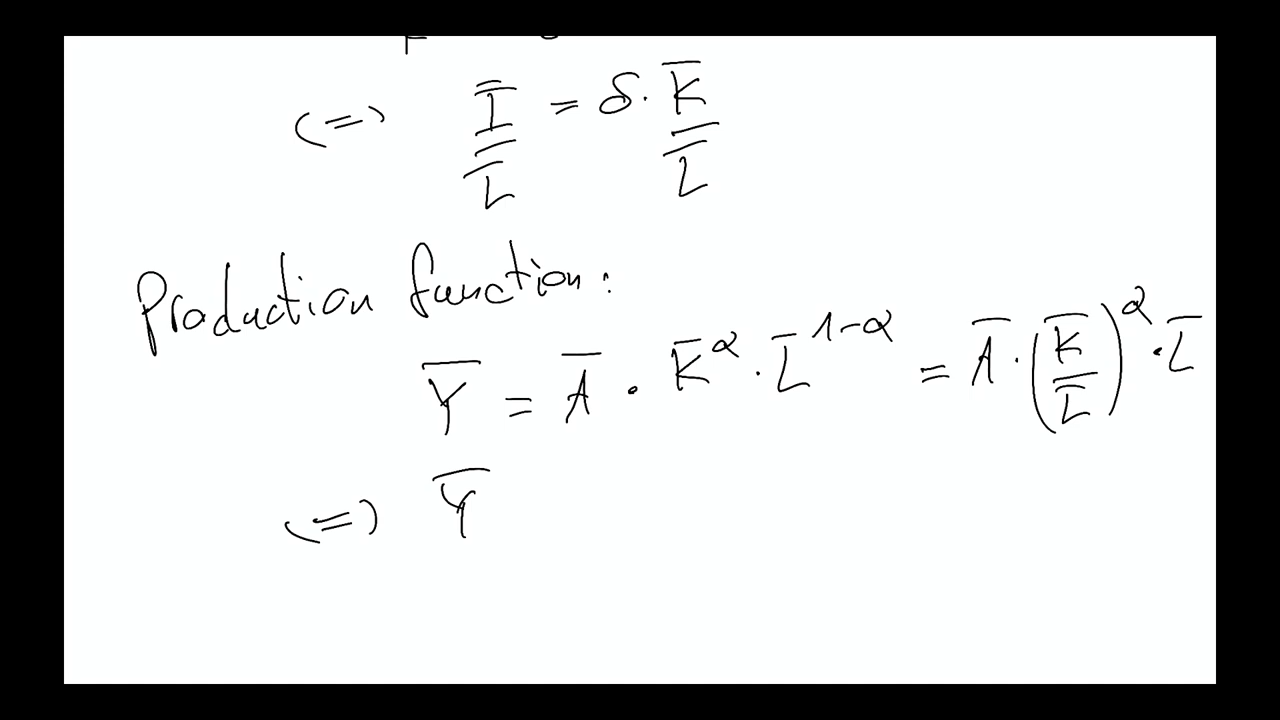 (=) Ī/L̄ = δ · K̄/L̄
Production function:
Ȳ = Ā · K̄^α · L̄^(1-α) = Ā · (K̄/L̄)^α · L̄
(=) Ȳ